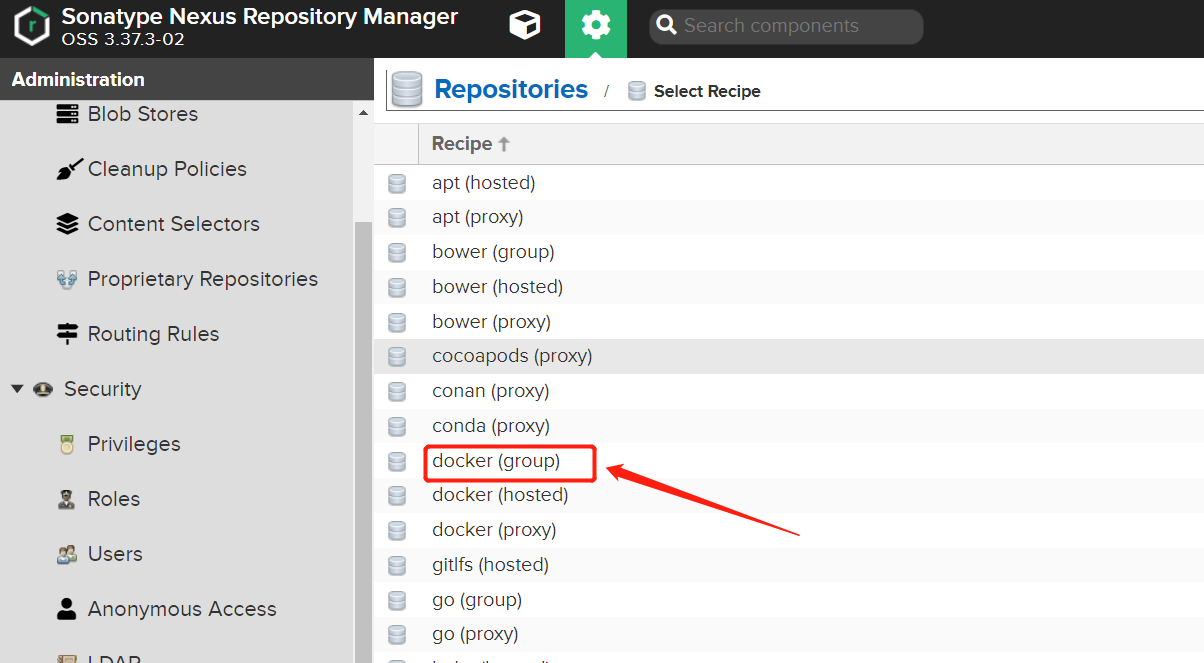 Sonatype Nexus Repository Manager
OSS 3.37.3-02
Search components
Administration
Blob Stores
Cleanup Policies
Content Selectors
Proprietary Repositories
Routing Rules
Security
Privileges
Roles
Users
Anonymous Access
LDAP
Repositories / Select Recipe
Recipe
apt (hosted)
apt (proxy)
bower (group)
bower (hosted)
bower (proxy)
cocoapods (proxy)
conan (proxy)
conda (proxy)
docker (group)
docker (hosted)
docker (proxy)
gitlfs (hosted)
go (group)
go (proxy)